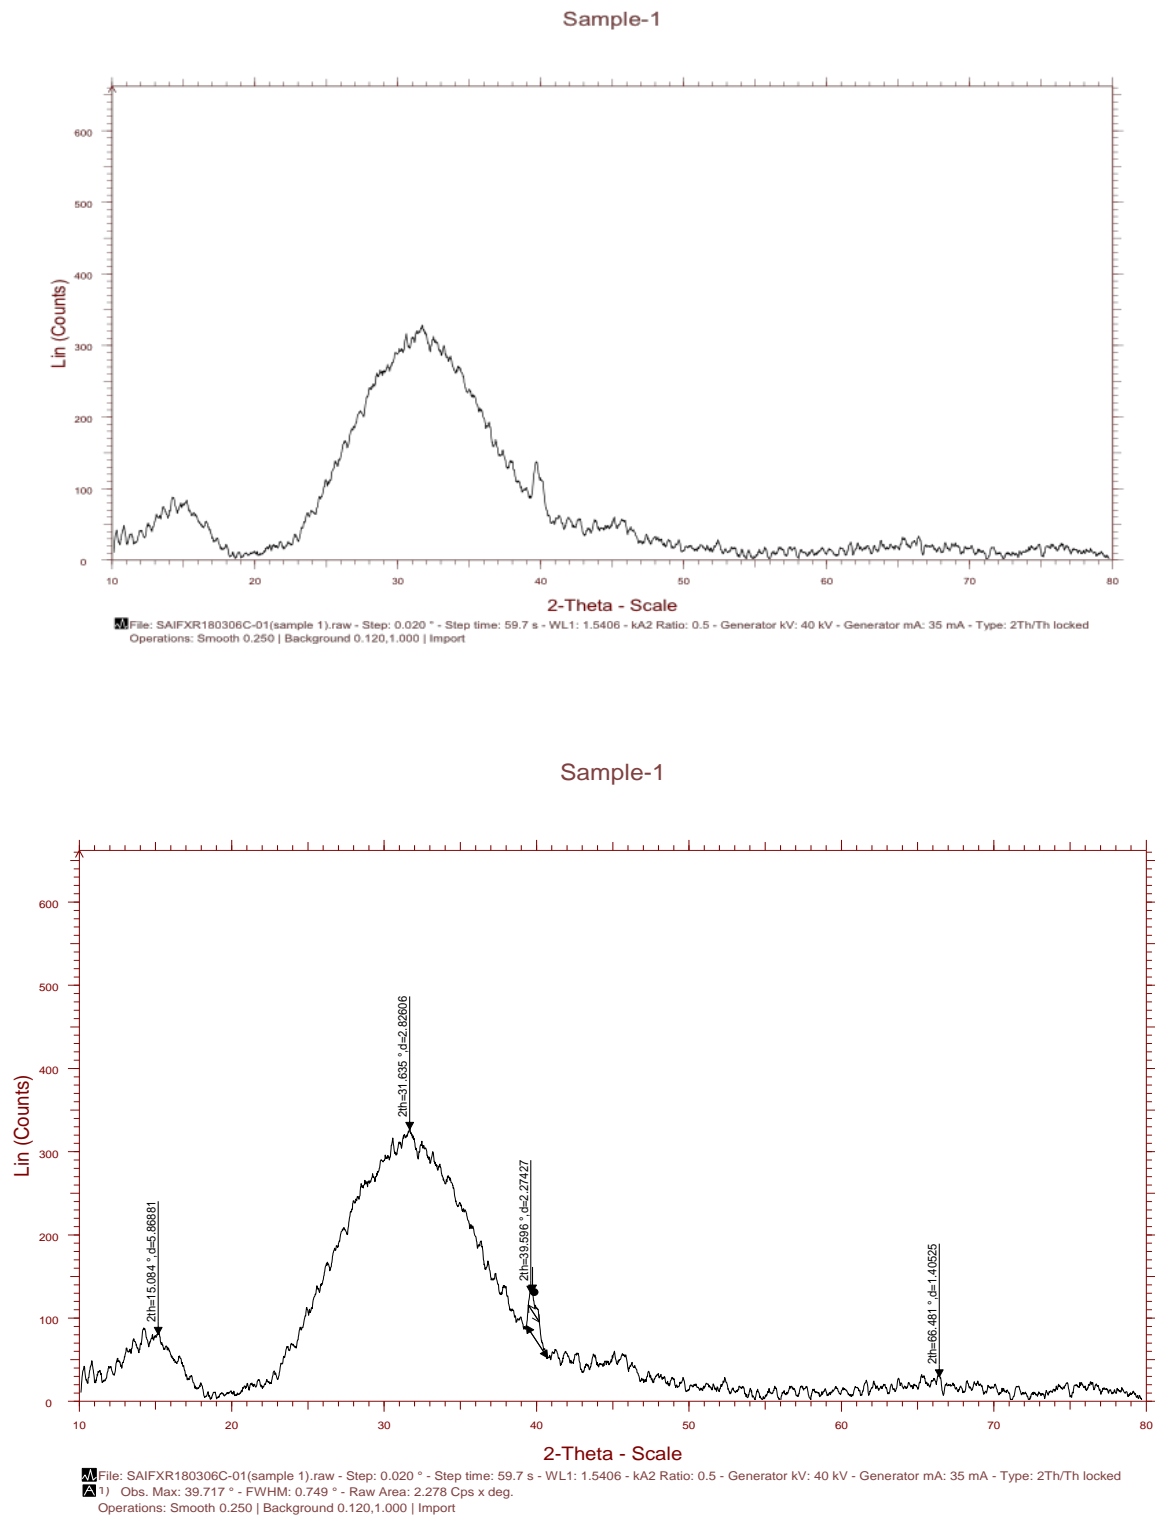 Sample-1
Lin (Counts)
600
500
400
300
200
100
0
10 20 30 40 50 60 70 80
2-Theta - Scale
File: SAIFXR180306C-01(sample 1).raw - Step: 0.020 ° - Step time: 59.7 s - WL1: 1.5406 - kA2 Ratio: 0.5 - Generator kV: 40 kV - Generator mA: 35 mA - Type: 2Th/Th locked
Operations: Smooth 0.250 | Background 0.120,1.000 | Import
Sample-1
Lin (Counts)
600
500
400
300
200
100
0
2th=15.084 °,d=5.86881
2th=31.635 °,d=2.82606
2th=39.596 °,d=2.27427
2th=66.481 °,d=1.40525
10 20 30 40 50 60 70 80
2-Theta - Scale
File: SAIFXR180306C-01(sample 1).raw - Step: 0.020 ° - Step time: 59.7 s - WL1: 1.5406 - kA2 Ratio: 0.5 - Generator kV: 40 kV - Generator mA: 35 mA - Type: 2Th/Th locked
1) Obs. Max: 39.717 ° - FWHM: 0.749 ° - Raw Area: 2.278 Cps x deg.
Operations: Smooth 0.250 | Background 0.120,1.000 | Import